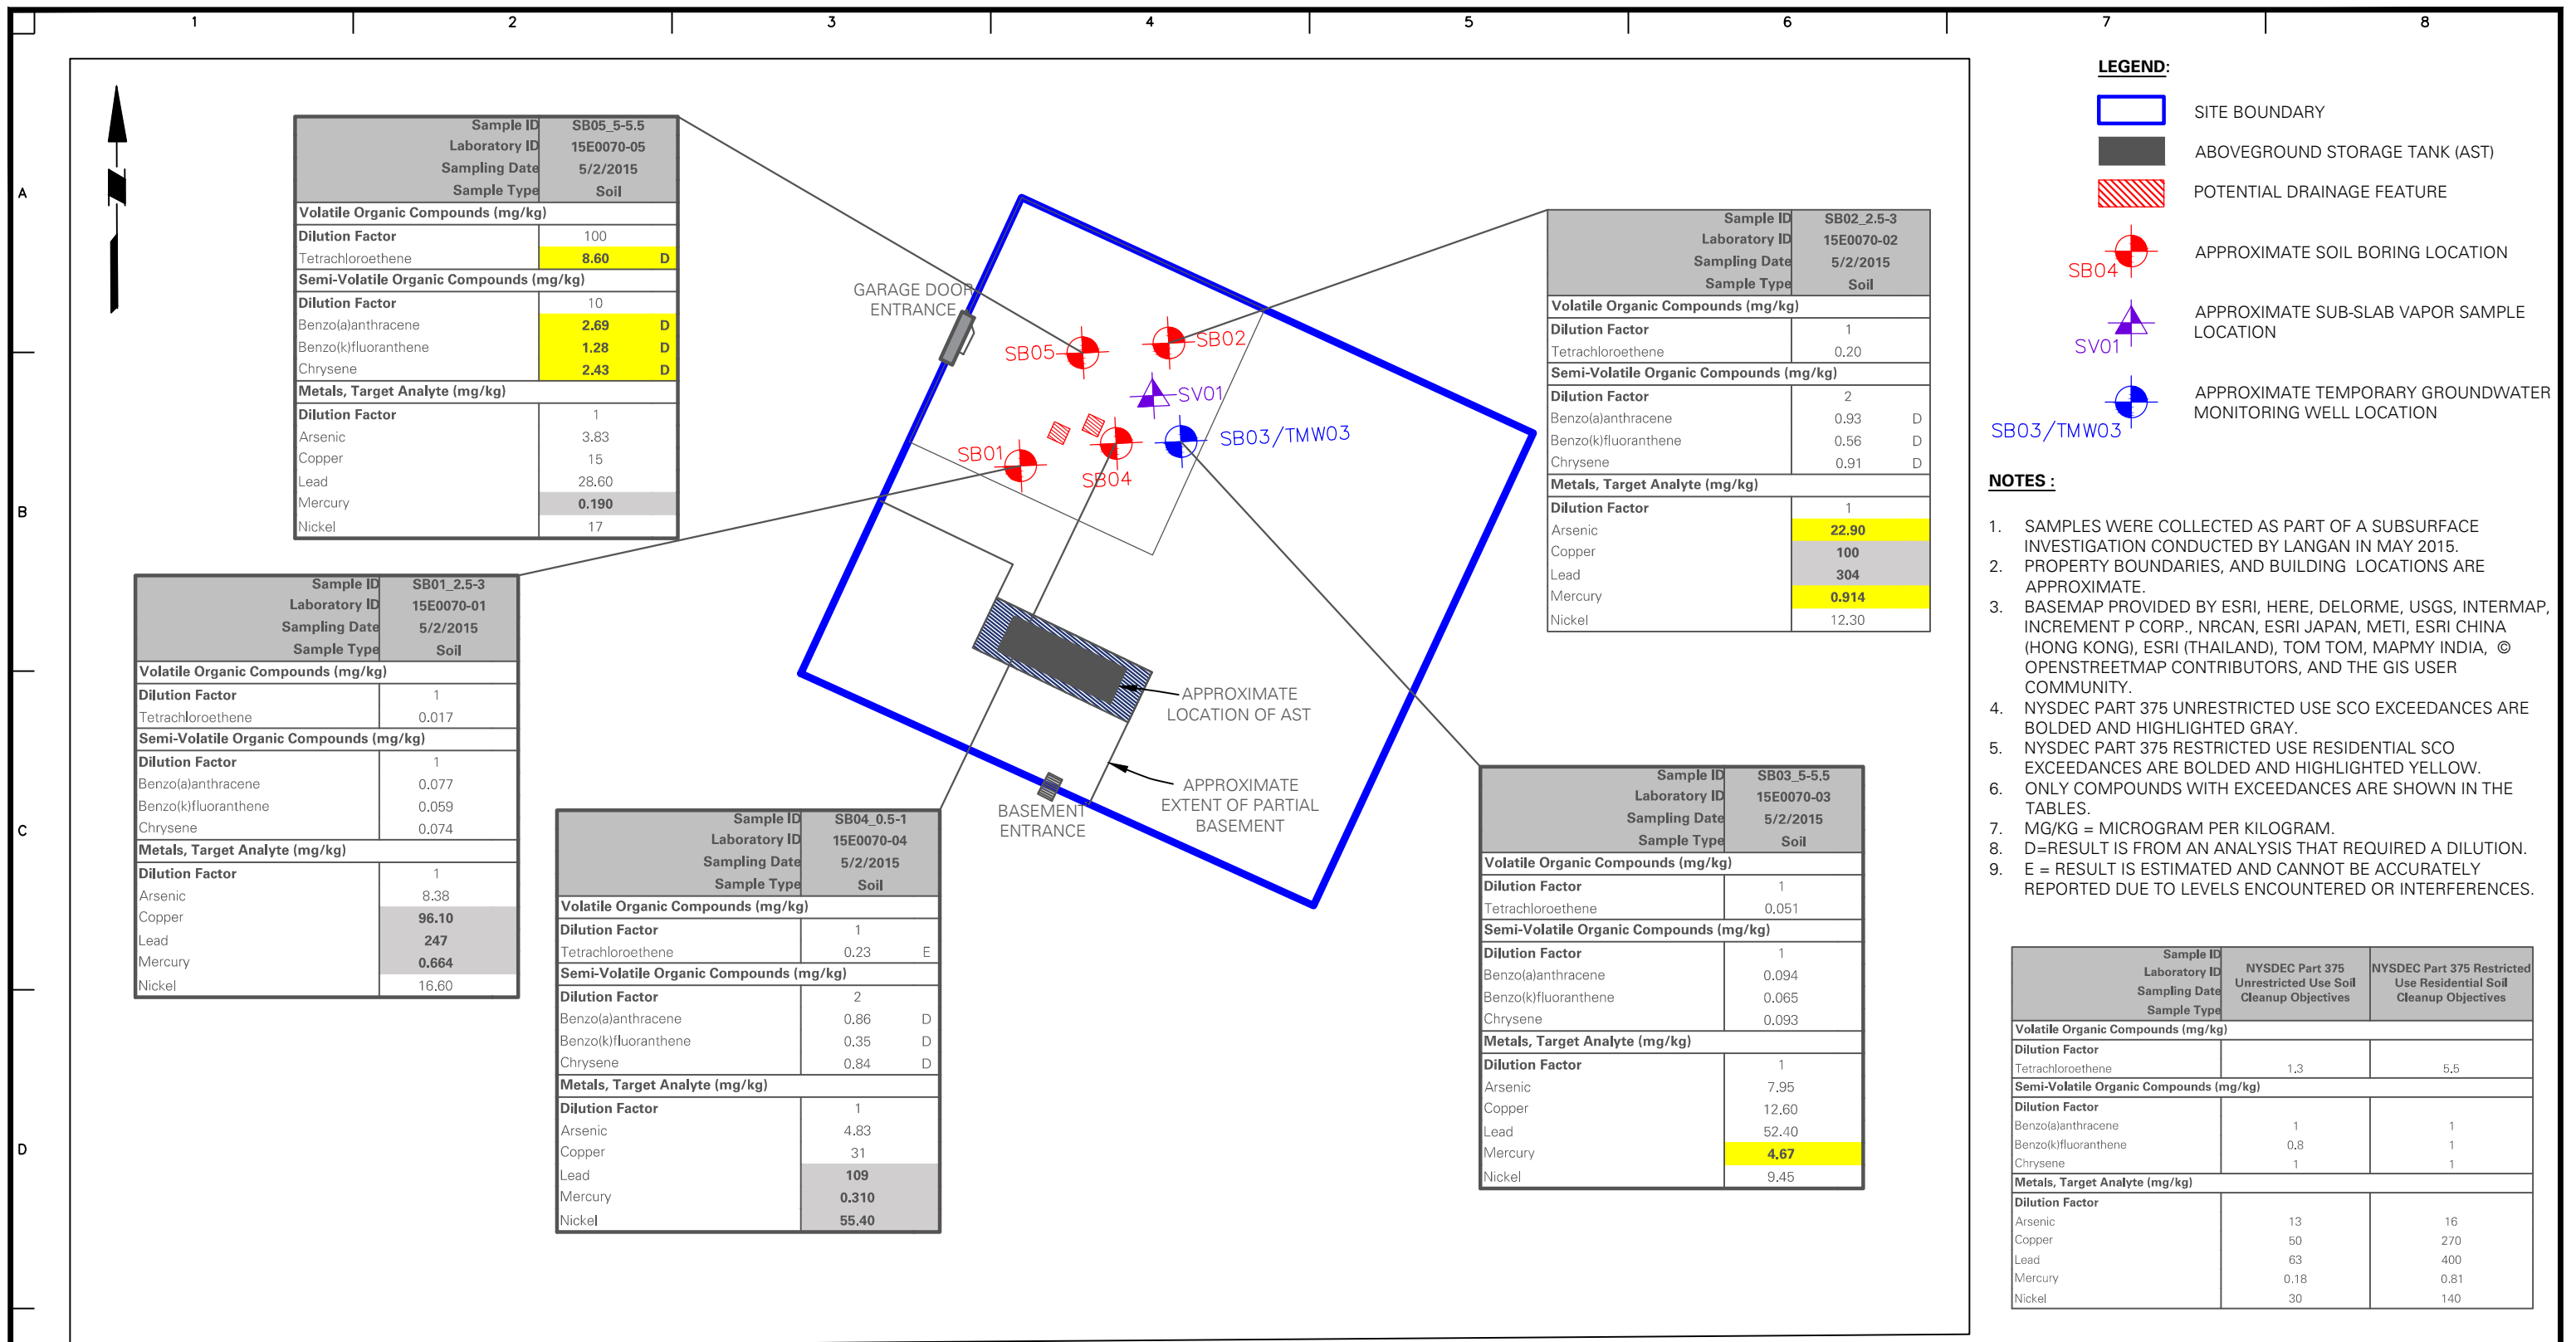 1 2 3 4 5 6 7 8
A
B
C
D
Sample ID SB05_5-5.5
Laboratory ID 15E0070-05
Sampling Date 5/2/2015
Sample Type Soil
Volatile Organic Compounds (mg/kg)
Dilution Factor 100
Tetrachloroethene 8.60 D
Semi-Volatile Organic Compounds (mg/kg)
Dilution Factor 10
Benzo(a)anthracene 2.69 D
Benzo(k)fluoranthene 1.28 D
Chrysene 2.43 D
Metals, Target Analyte (mg/kg)
Dilution Factor 1
Arsenic 3.83
Copper 15
Lead 28.60
Mercury 0.190
Nickel 17
Sample ID SB01_2.5-3
Laboratory ID 15E0070-01
Sampling Date 5/2/2015
Sample Type Soil
Volatile Organic Compounds (mg/kg)
Dilution Factor 1
Tetrachloroethene 0.017
Semi-Volatile Organic Compounds (mg/kg)
Dilution Factor 1
Benzo(a)anthracene 0.077
Benzo(k)fluoranthene 0.059
Chrysene 0.074
Metals, Target Analyte (mg/kg)
Dilution Factor 1
Arsenic 8.38
Copper 96.10
Lead 247
Mercury 0.664
Nickel 16.60
Sample ID SB04_0.5-1
Laboratory ID 15E0070-04
Sampling Date 5/2/2015
Sample Type Soil
Volatile Organic Compounds (mg/kg)
Dilution Factor 1
Tetrachloroethene 0.23 E
Semi-Volatile Organic Compounds (mg/kg)
Dilution Factor 2
Benzo(a)anthracene 0.86 D
Benzo(k)fluoranthene 0.35 D
Chrysene 0.84 D
Metals, Target Analyte (mg/kg)
Dilution Factor 1
Arsenic 4.83
Copper 31
Lead 109
Mercury 0.310
Nickel 55.40
GARAGE DOOR
ENTRANCE
SB05
SB02
SV01
SB01
SB04
SB03/TMW03
APPROXIMATE
LOCATION OF AST
APPROXIMATE
EXTENT OF PARTIAL
BASEMENT
BASEMENT
ENTRANCE
Sample ID SB02_2.5-3
Laboratory ID 15E0070-02
Sampling Date 5/2/2015
Sample Type Soil
Volatile Organic Compounds (mg/kg)
Dilution Factor 1
Tetrachloroethene 0.20
Semi-Volatile Organic Compounds (mg/kg)
Dilution Factor 2
Benzo(a)anthracene 0.93 D
Benzo(k)fluoranthene 0.56 D
Chrysene 0.91 D
Metals, Target Analyte (mg/kg)
Dilution Factor 1
Arsenic 22.90
Copper 100
Lead 304
Mercury 0.914
Nickel 12.30
Sample ID SB03_5-5.5
Laboratory ID 15E0070-03
Sampling Date 5/2/2015
Sample Type Soil
Volatile Organic Compounds (mg/kg)
Dilution Factor 1
Tetrachloroethene 0.051
Semi-Volatile Organic Compounds (mg/kg)
Dilution Factor 1
Benzo(a)anthracene 0.094
Benzo(k)fluoranthene 0.065
Chrysene 0.093
Metals, Target Analyte (mg/kg)
Dilution Factor 1
Arsenic 7.95
Copper 12.60
Lead 52.40
Mercury 4.67
Nickel 9.45
LEGEND:
SITE BOUNDARY
ABOVEGROUND STORAGE TANK (AST)
POTENTIAL DRAINAGE FEATURE
SB04 APPROXIMATE SOIL BORING LOCATION
SV01 APPROXIMATE SUB-SLAB VAPOR SAMPLE
LOCATION
SB03/TMW03 APPROXIMATE TEMPORARY GROUNDWATER
MONITORING WELL LOCATION
NOTES :
1. SAMPLES WERE COLLECTED AS PART OF A SUBSURFACE
INVESTIGATION CONDUCTED BY LANGAN IN MAY 2015.
2. PROPERTY BOUNDARIES, AND BUILDING LOCATIONS ARE
APPROXIMATE.
3. BASEMAP PROVIDED BY ESRI, HERE, DELORME, USGS, INTERMAP,
INCREMENT P CORP., NRCAN, ESRI JAPAN, METI, ESRI CHINA
(HONG KONG), ESRI (THAILAND), TOM TOM, MAPMY INDIA, ©
OPENSTREETMAP CONTRIBUTORS, AND THE GIS USER
COMMUNITY.
4. NYSDEC PART 375 UNRESTRICTED USE SCO EXCEEDANCES ARE
BOLDED AND HIGHLIGHTED GRAY.
5. NYSDEC PART 375 RESTRICTED USE RESIDENTIAL SCO
EXCEEDANCES ARE BOLDED AND HIGHLIGHTED YELLOW.
6. ONLY COMPOUNDS WITH EXCEEDANCES ARE SHOWN IN THE
TABLES.
7. MG/KG = MICROGRAM PER KILOGRAM.
8. D=RESULT IS FROM AN ANALYSIS THAT REQUIRED A DILUTION.
9. E = RESULT IS ESTIMATED AND CANNOT BE ACCURATELY
REPORTED DUE TO LEVELS ENCOUNTERED OR INTERFERENCES.
Sample ID
Laboratory ID NYSDEC Part 375 NYSDEC Part 375 Restricted
Sampling Date Unrestricted Use Soil Use Residential Soil
Sample Type Cleanup Objectives Cleanup Objectives
Volatile Organic Compounds (mg/kg)
Dilution Factor
Tetrachloroethene 1.3 5.5
Semi-Volatile Organic Compounds (mg/kg)
Dilution Factor
Benzo(a)anthracene 1 1
Benzo(k)fluoranthene 0.8 1
Chrysene 1 1
Metals, Target Analyte (mg/kg)
Dilution Factor
Arsenic 13 16
Copper 50 270
Lead 63 400
Mercury 0.18 0.81
Nickel 30 140